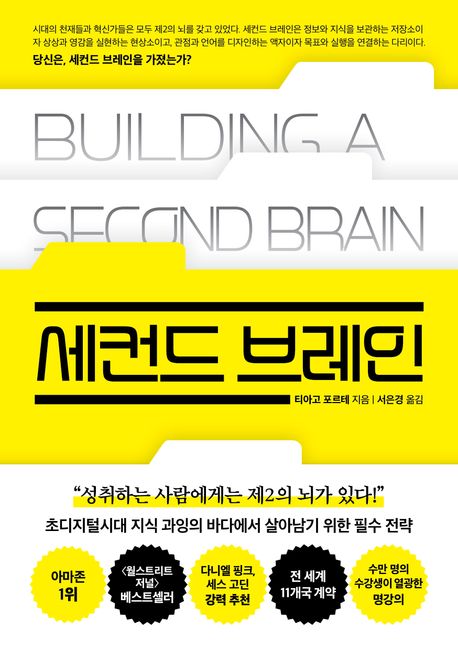 시대의 천재들과 혁신가들은 모두 제2의 뇌를 갖고 있었다. 세컨드 브레인은 정보와 지식을 보관하는 저장소이
자 상상과 영감을 실현하는 현상소이고, 관점과 언어를 디자인하는 액자이자 목표와 실행을 연결하는 다리이다.
당신은, 세컨드 브레인을 가졌는가?
BUILDING A
SECOND BRAIN
세컨드 브레인
티아고 포르테 지음 | 서은경 옮김
“성취하는 사람에게는 제2의 뇌가 있다!”
초디지털시대 지식 과잉의 바다에서 살아남기 위한 필수 전략
아마존
1위
〈월스트리트
저널〉
베스트셀러
다니엘 핑크,
세스 고딘
강력 추천
전 세계
11개국 계약
수만 명의
수강생이 열광한
명강의